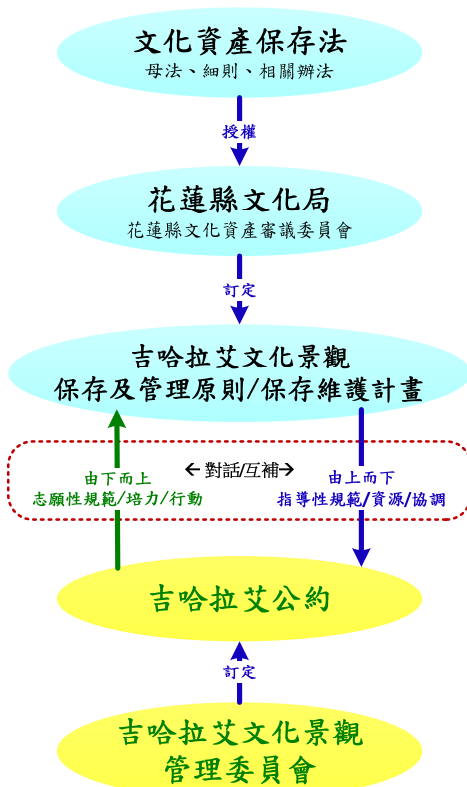 文化資產保存法
母法、細則、相關辦法
授權
花蓮縣文化局
花蓮縣文化資產審議委員會
訂定
吉哈拉艾文化景觀
保存及管理原則/保存維護計畫
由下而上
志願性規範/培力/行動
←對話/互補→
由上而下
指導性規範/資源/協調
吉哈拉艾公約
訂定
吉哈拉艾文化景觀
管理委員會